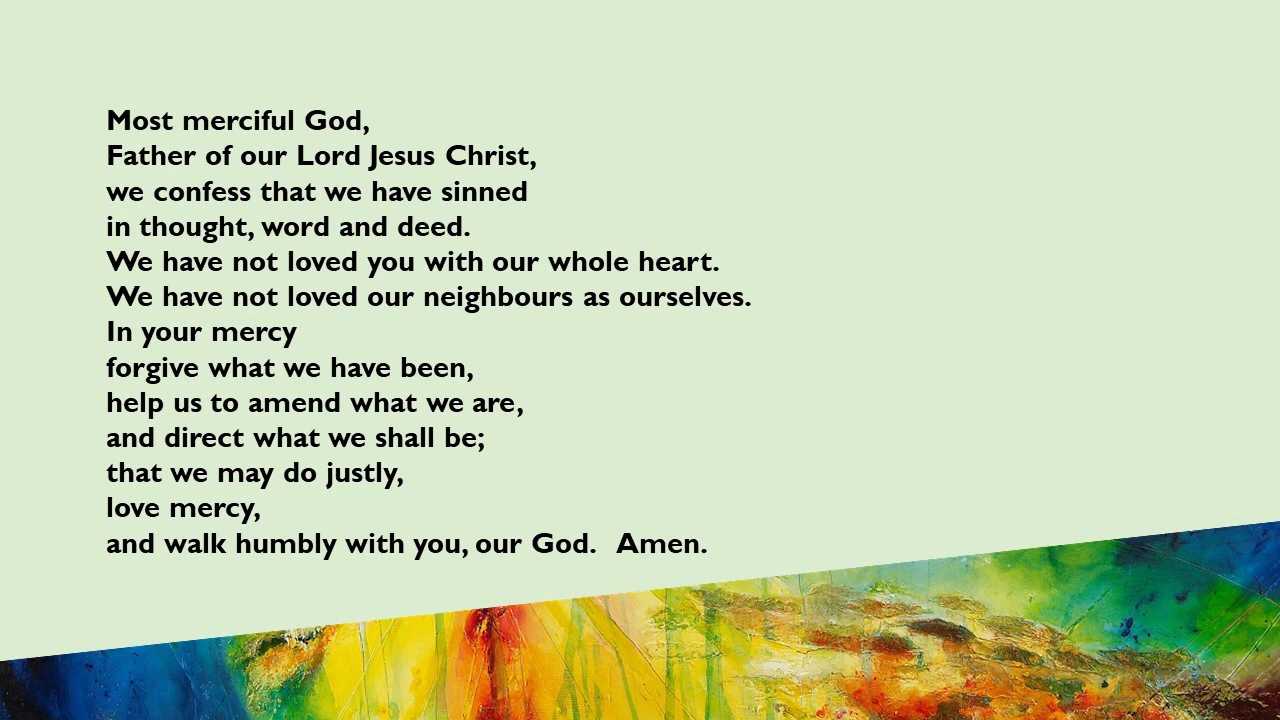 Most merciful God,
Father of our Lord Jesus Christ,
we confess that we have sinned
in thought, word and deed.
We have not loved you with our whole heart.
We have not loved our neighbours as ourselves.
In your mercy
forgive what we have been,
help us to amend what we are,
and direct what we shall be;
that we may do justly,
love mercy,
and walk humbly with you, our God.  Amen.